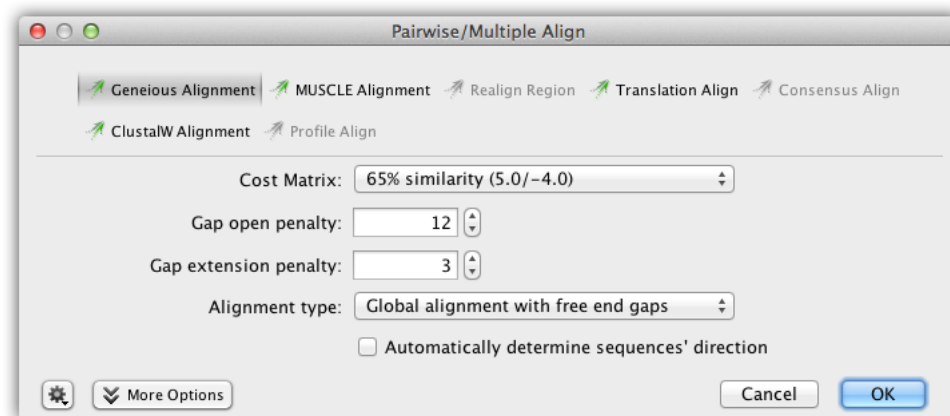 Pairwise/Multiple Align
Geneious Alignment MUSCLE Alignment Realign Region Translation Align Consensus Align
ClustalW Alignment Profile Align
Cost Matrix: 65% similarity (5.0/-4.0)
Gap open penalty: 12
Gap extension penalty: 3
Alignment type: Global alignment with free end gaps
Automatically determine sequences' direction
More Options Cancel OK